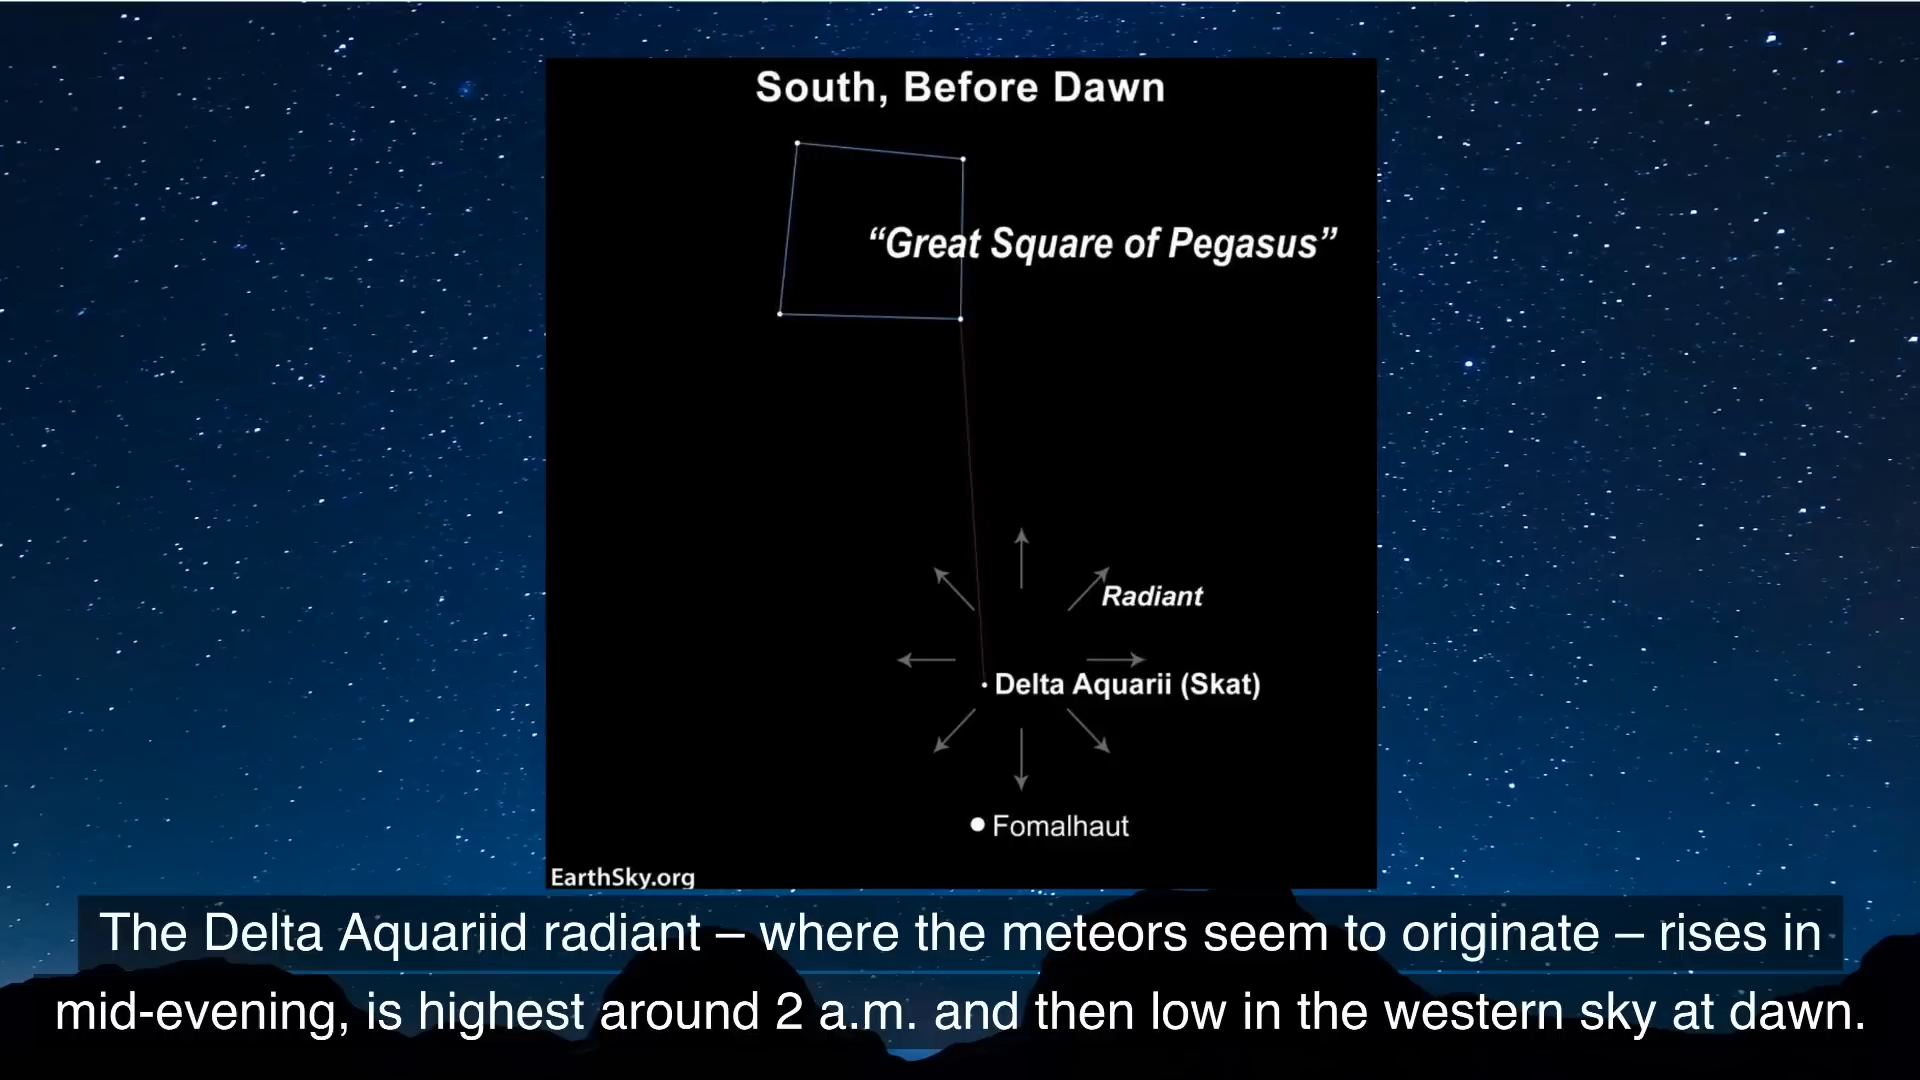 South, Before Dawn
“Great Square of Pegasus”
Radiant
Delta Aquarii (Skat)
Fomalhaut
EarthSky.org
The Delta Aquariid radiant – where the meteors seem to originate – rises in
mid-evening, is highest around 2 a.m. and then low in the western sky at dawn.